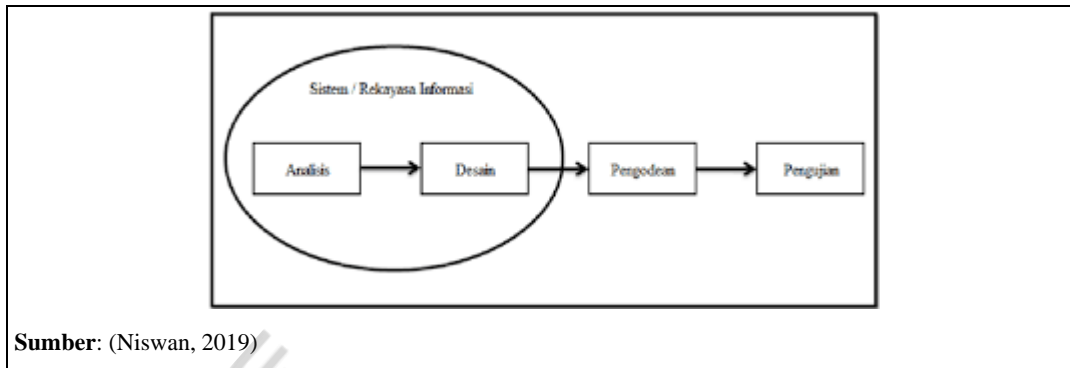 Sistem / Rekayasa Informasi
Analisis
Desain
Pengodean
Pengujian
Sumber: (Niswan, 2019)